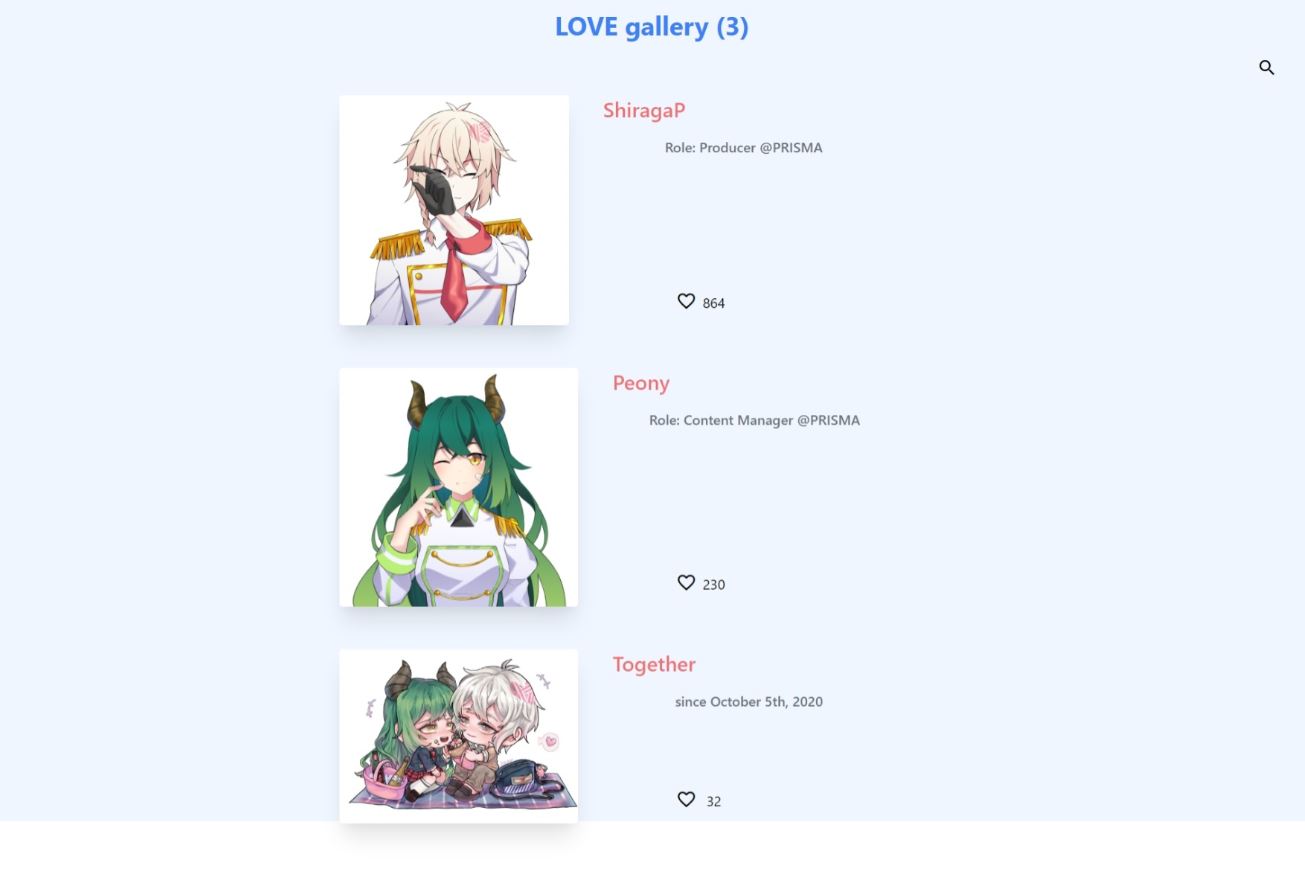 LOVE gallery (3)
ShiragaP
Role: Producer @PRISMA
864
Peony
Role: Content Manager @PRISMA
230
Together
since October 5th, 2020
32